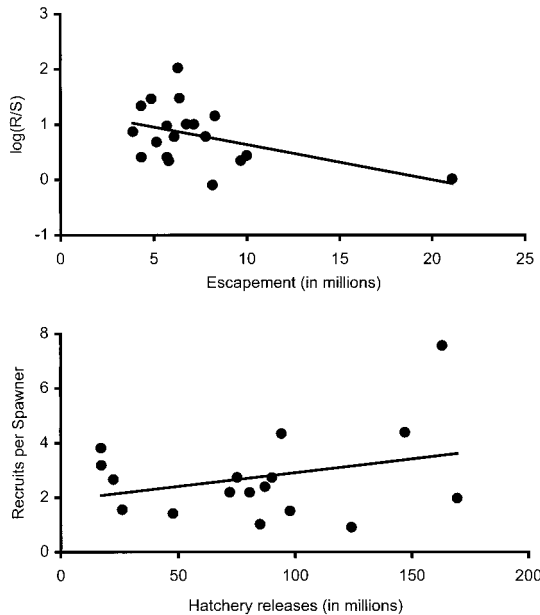 3
2
log(R/S)
1
0
-1
0 5 10 15 20 25
Escapement (in millions)
8
6
Recruits per Spawner
4
2
0
0 50 100 150 200
Hatchery releases (in millions)